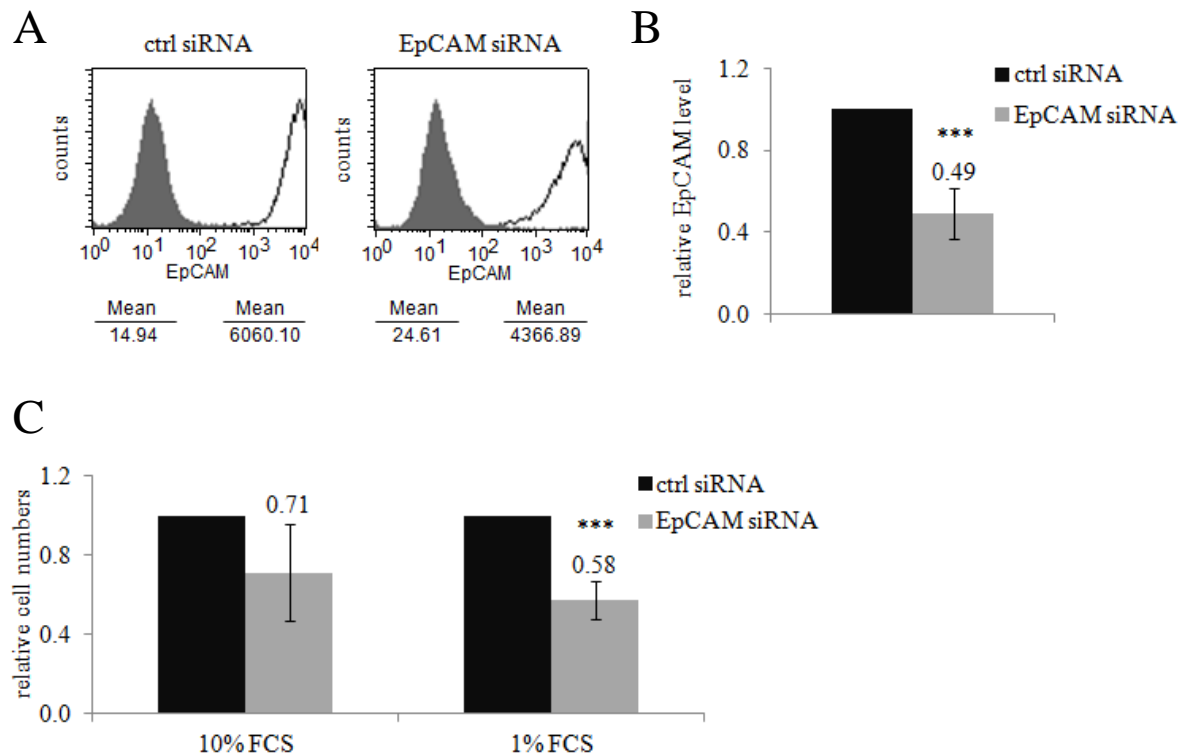 A
ctrl siRNA
EpCAM siRNA
counts
10^0 10^1 10^2 10^3 10^4
EpCAM
Mean Mean
14.94 6060.10
counts
10^0 10^1 10^2 10^3 10^4
EpCAM
Mean Mean
24.61 4366.89
B
relative EpCAM level
1.2
0.8
0.4
0.0
***
0.49
ctrl siRNA
EpCAM siRNA
C
relative cell numbers
1.2
0.8
0.4
0.0
0.71
***
0.58
10% FCS
1% FCS
ctrl siRNA
EpCAM siRNA